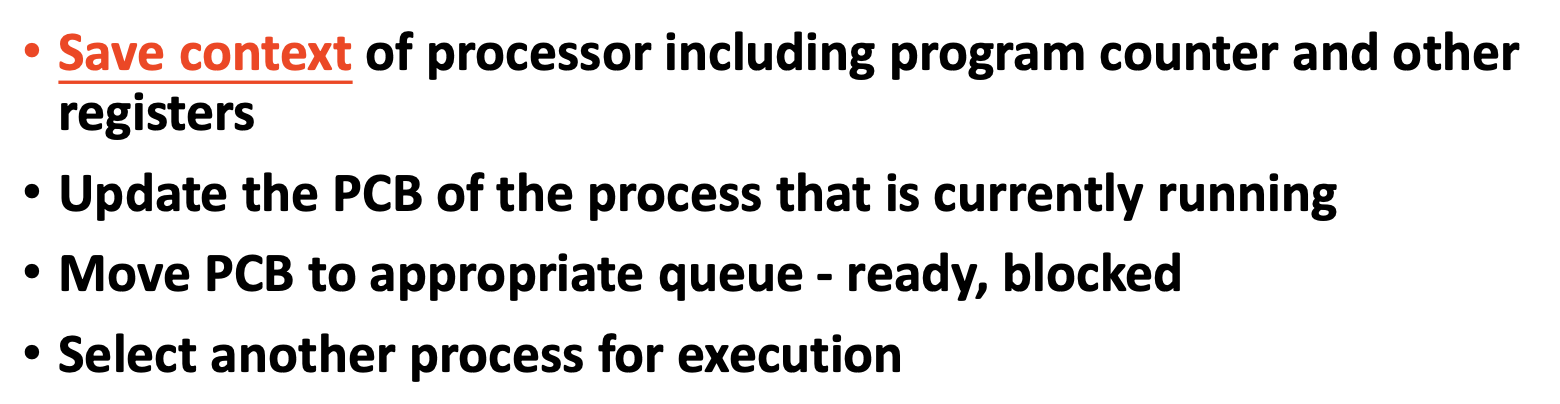 • Save context of processor including program counter and other
registers
• Update the PCB of the process that is currently running
• Move PCB to appropriate queue - ready, blocked
• Select another process for execution